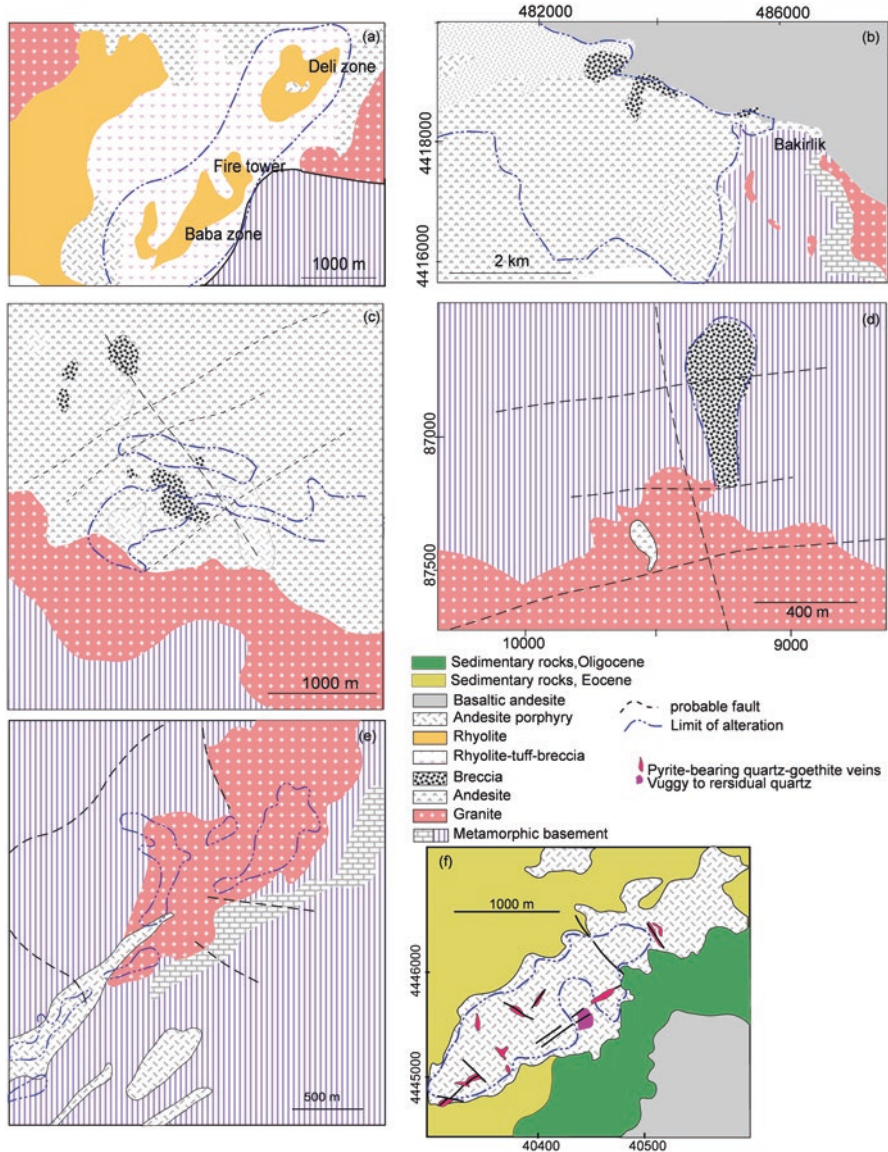 (a)
Deli zone
Fire tower
Baba zone
1000 m
482000
486000
(b)
4418000
Bakirlik
4416000
2 km
(c)
1000 m
(d)
87000
87500
400 m
10000
9000
Sedimentary rocks,Oligocene
Sedimentary rocks, Eocene
Basaltic andesite
Andesite porphyry
Rhyolite
Rhyolite-tuff-breccia
Breccia
Andesite
Granite
Metamorphic basement
probable fault
Limit of alteration
Pyrite-bearing quartz-goethite veins
Vuggy to rersidual quartz
(e)
500 m
(f)
1000 m
4446000
4445000
40400
40500